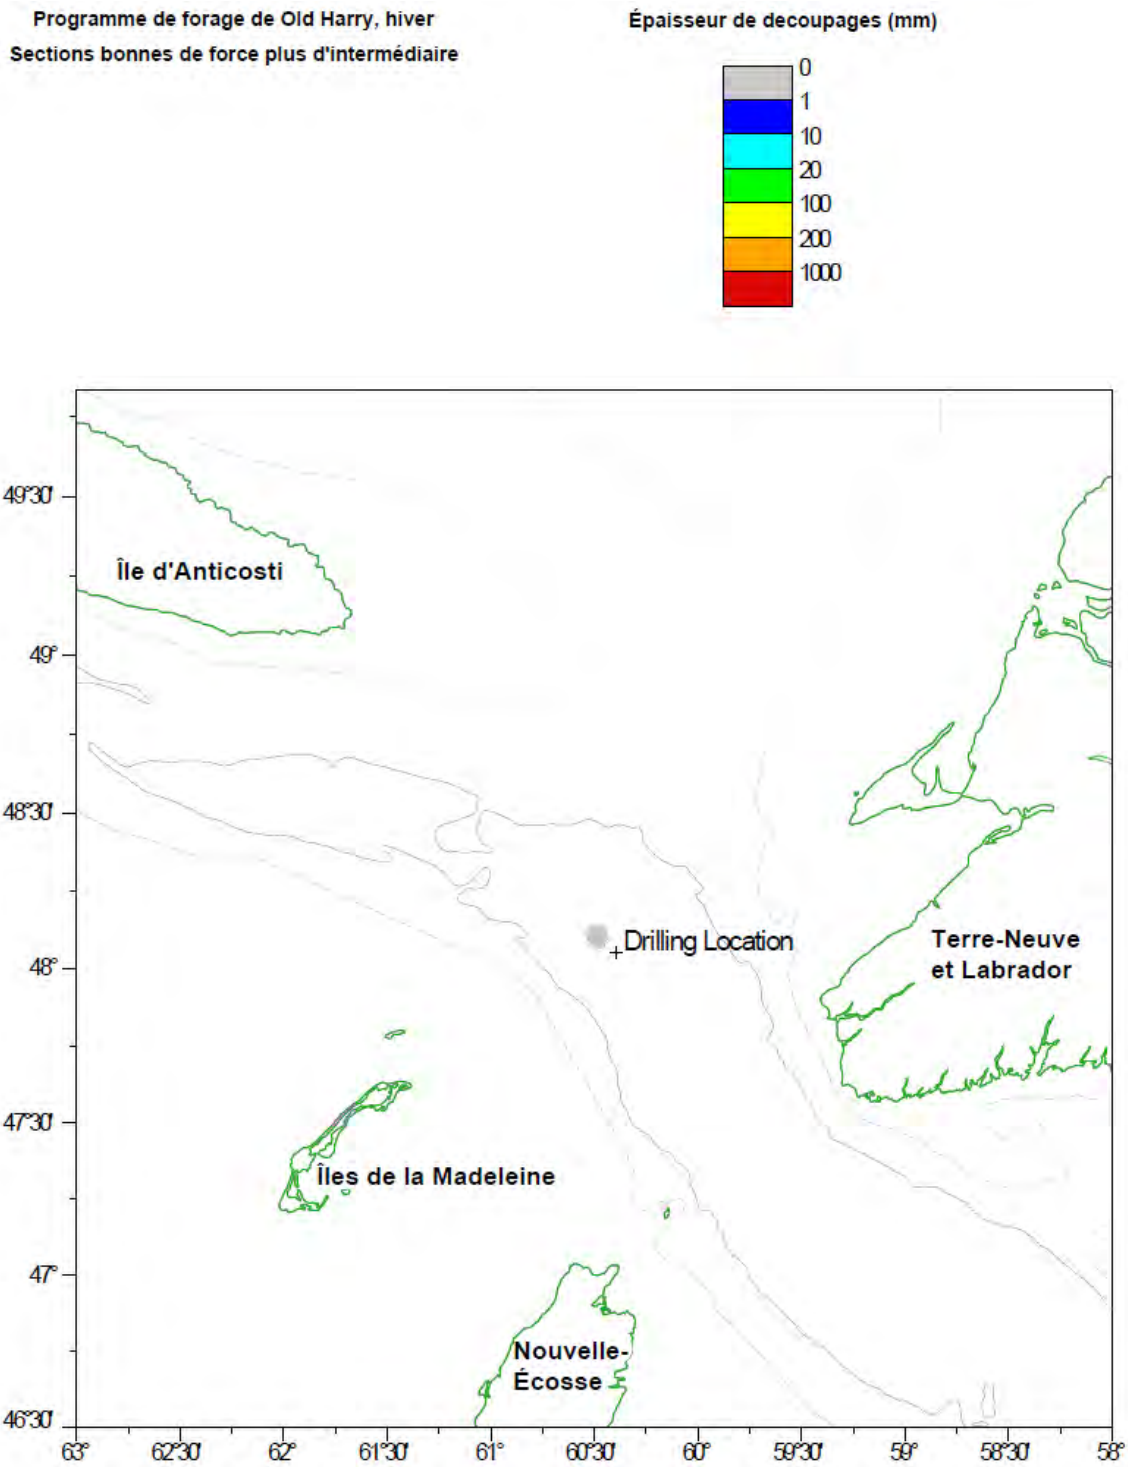 Programme de forage de Old Harry, hiver
Sections bonnes de force plus d'intermédiaire
Épaisseur de decoupages (mm)
0
1
10
20
100
200
1000
49°30'
49°
48°30'
48°
47°30'
47°
46°30'
Île d'Anticosti
Drilling Location
Terre-Neuve
et Labrador
Îles de la Madeleine
Nouvelle-
Écosse
63° 62°30' 62° 61°30' 61° 60°30' 60° 59°30' 59° 58°30' 58°